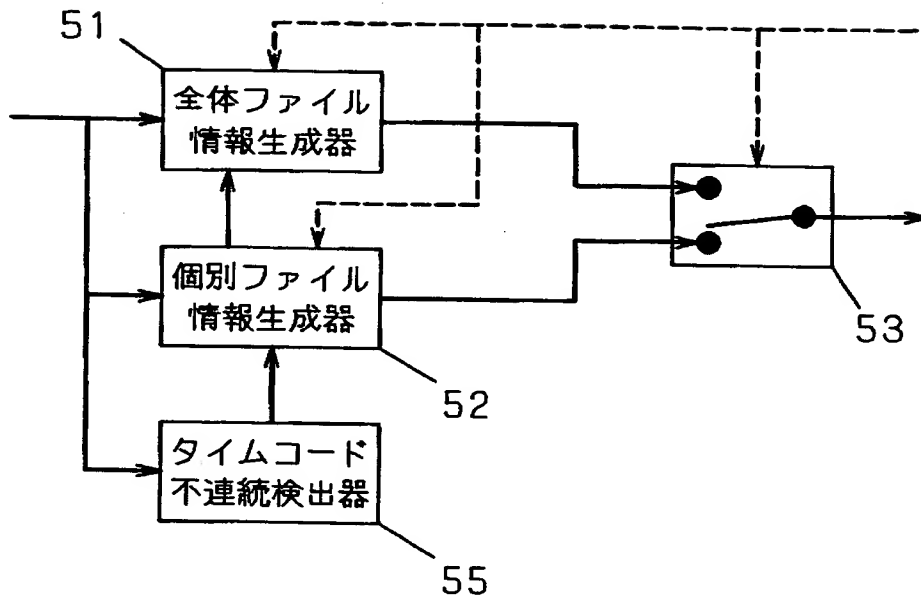 51
全体ファイル
情報生成器
個別ファイル
情報生成器
53
52
タイムコード
不連続検出器
55